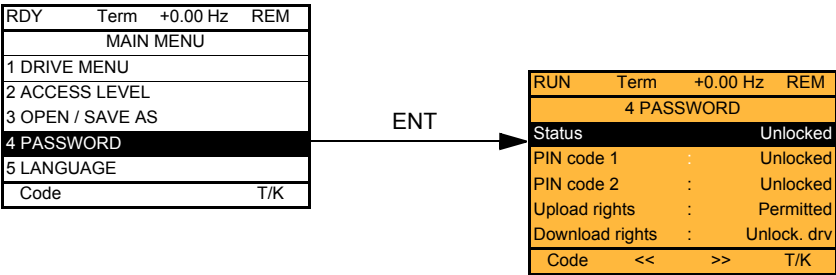 RDY Term +0.00 Hz REM
MAIN MENU
1 DRIVE MENU
2 ACCESS LEVEL
3 OPEN / SAVE AS
4 PASSWORD
5 LANGUAGE
Code T/K
ENT
RUN Term +0.00 Hz REM
4 PASSWORD
Status Unlocked
PIN code 1 : Unlocked
PIN code 2 : Unlocked
Upload rights : Permitted
Download rights : Unlock. drv
Code << >> T/K